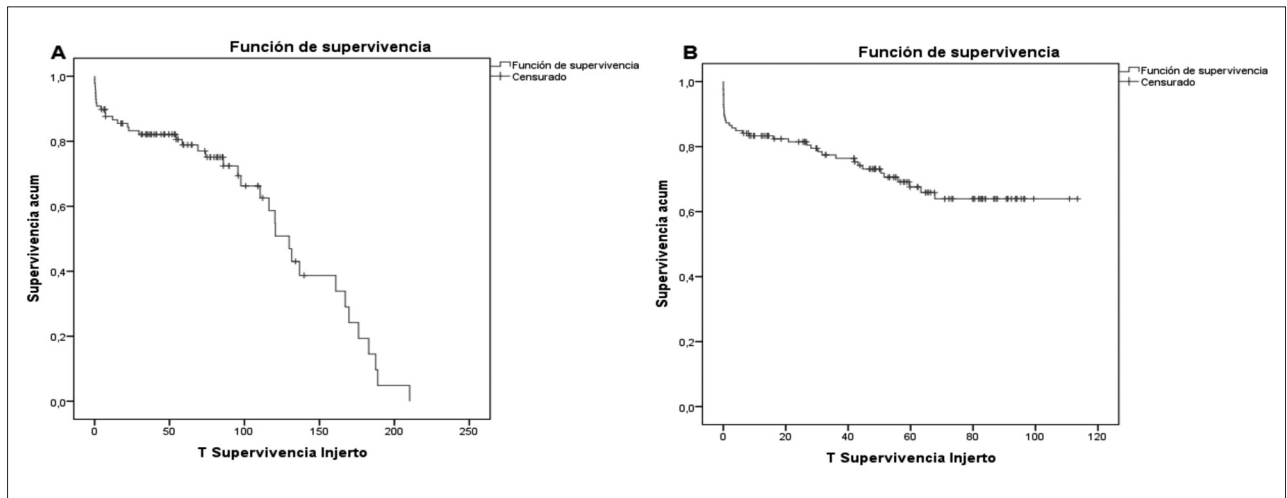 A
Función de supervivencia
Función de supervivencia
Censurado
1,0
0,8
0,6
0,4
0,2
0,0
Supervivencia acum
0
50
100
150
200
250
T Supervivencia Injerto
B
Función de supervivencia
Función de supervivencia
Censurado
1,0
0,8
0,6
0,4
0,2
0,0
Supervivencia acum
0
20
40
60
80
100
120
T Supervivencia Injerto